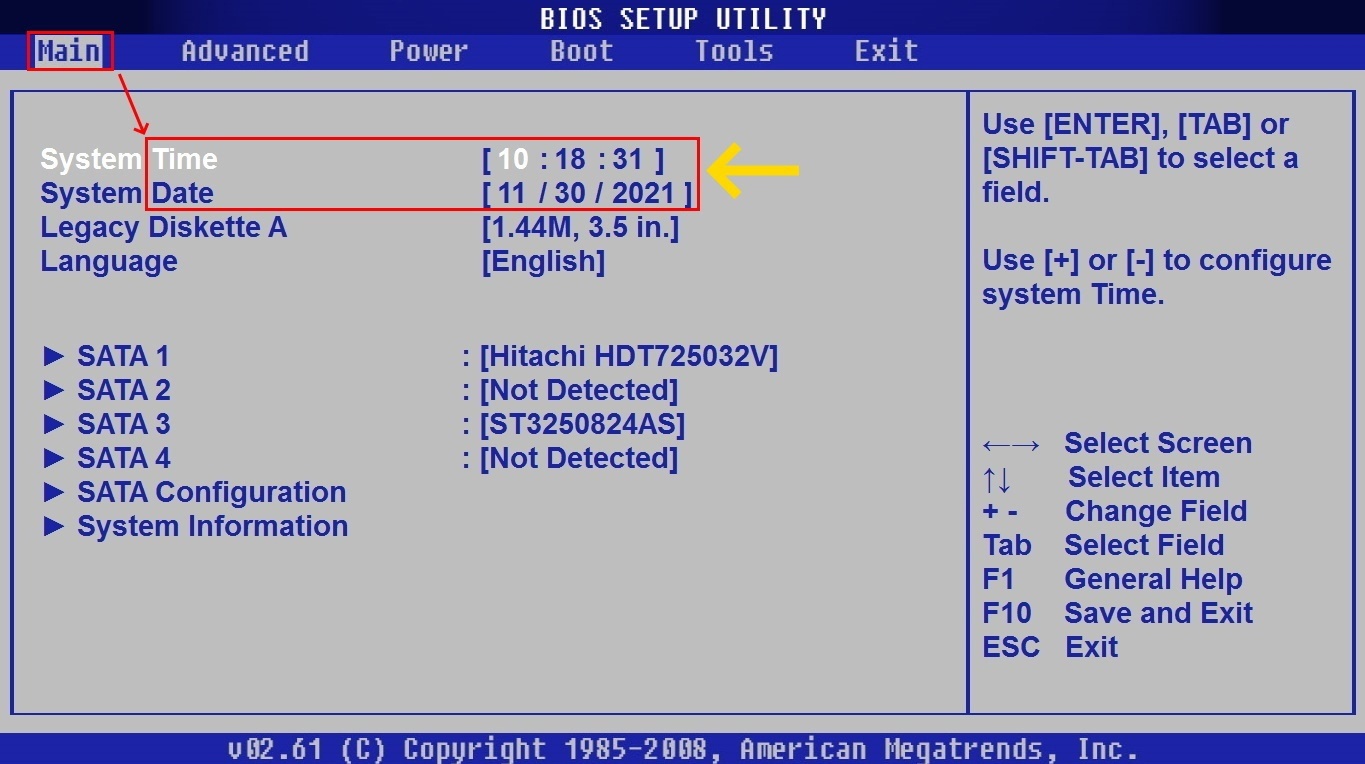 BIOS SETUP UTILITY
Main Advanced Power Boot Tools Exit
System Time [ 10 : 18 : 31 ]
System Date [ 11 / 30 / 2021 ]
Legacy Diskette A [1.44M, 3.5 in.]
Language [English]
► SATA 1 : [Hitachi HDT725032V]
► SATA 2 : [Not Detected]
► SATA 3 : [ST3250824AS]
► SATA 4 : [Not Detected]
► SATA Configuration
► System Information
Use [ENTER], [TAB] or
[SHIFT-TAB] to select a
field.
Use [+] or [-] to configure
system Time.
←→ Select Screen
↑↓ Select Item
+ - Change Field
Tab Select Field
F1 General Help
F10 Save and Exit
ESC Exit
v02.61 (C) Copyright 1985-2008, American Megatrends, Inc.